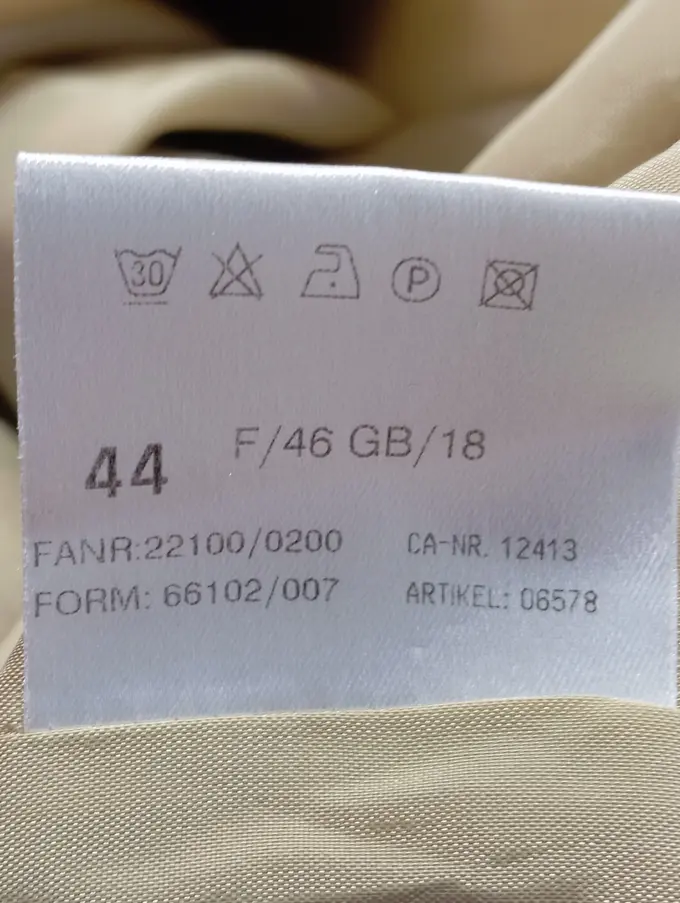 30 P
44 F/46 GB/18
FANR:22100/0200 CA-NR. 12413
FORM: 66102/007 ARTIKEL: 06578